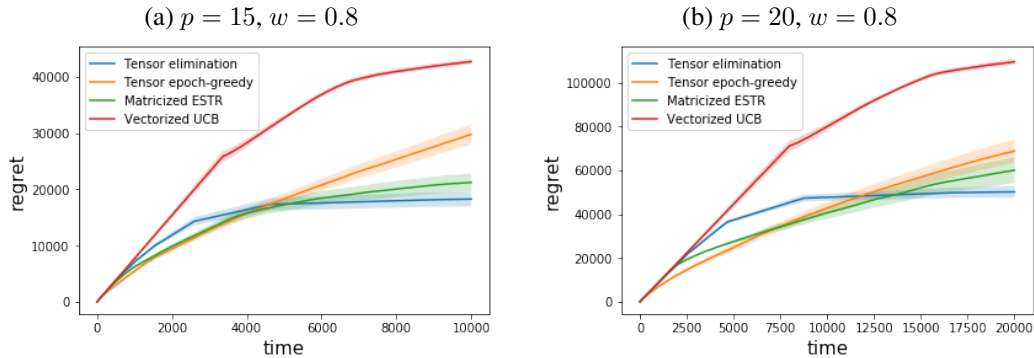 (a) p = 15, w = 0.8
Tensor elimination
Tensor epoch-greedy
Matricized ESTR
Vectorized UCB
40000
30000
20000
10000
0
regret
0 2000 4000 6000 8000 10000
time
(b) p = 20, w = 0.8
Tensor elimination
Tensor epoch-greedy
Matricized ESTR
Vectorized UCB
100000
80000
60000
40000
20000
0
regret
0 2500 5000 7500 10000 12500 15000 17500 20000
time